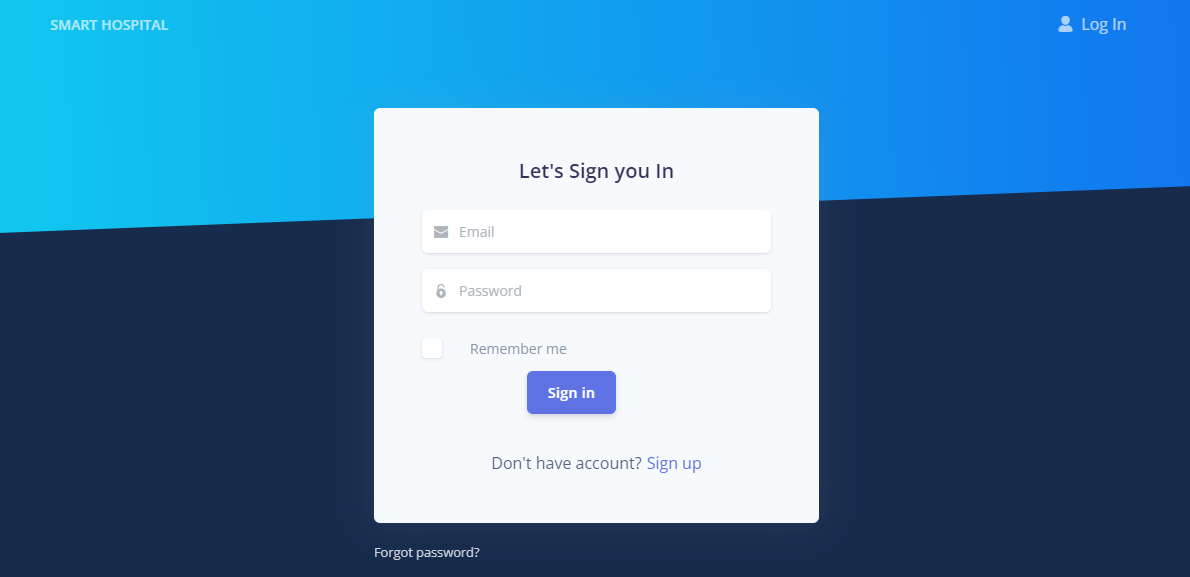 SMART HOSPITAL
Log In
Let's Sign you In
Email
Password
Remember me
Sign in
Don't have account? Sign up
Forgot password?